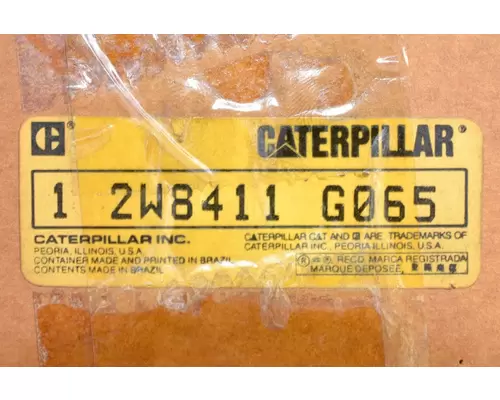 C ® CATERPILLAR®
1 2W8411 G065
CATERPILLAR INC.
PEORIA, ILLINOIS, U.S.A.
CONTAINER MADE AND PRINTED IN BRAZIL
CONTENTS MADE IN BRAZIL
CATERPILLAR CAT AND C ARE TRADEMARKS OF
CATERPILLAR INC., PEORIA, ILLINOIS, U.S.A.
® REGD. MARCA REGISTRADA
MARQUE DEPOSEE,